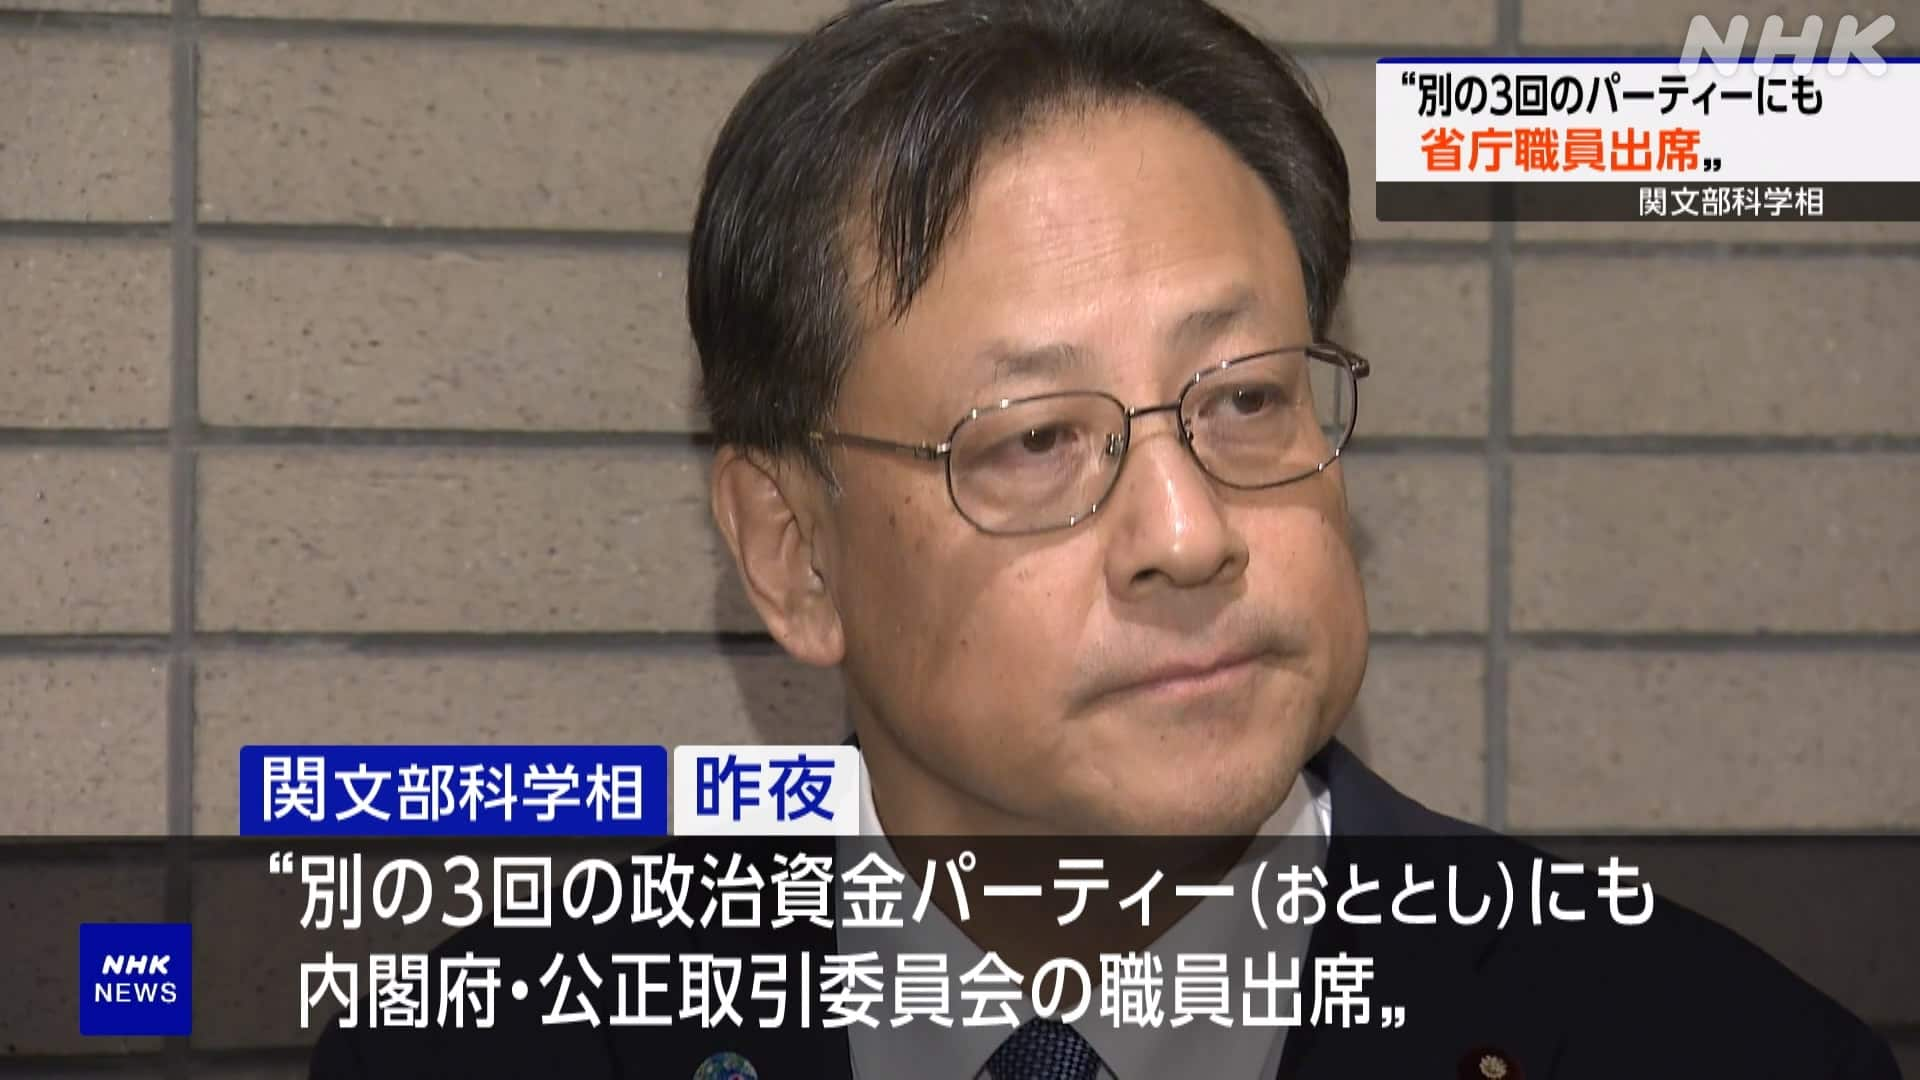 NHK
“別の3回のパーティーにも
省庁職員出席„
関文部科学相
関文部科学相 昨夜
“別の3回の政治資金パーティー(おととし)にも
内閣府・公正取引委員会の職員出席„
NHK
NEWS